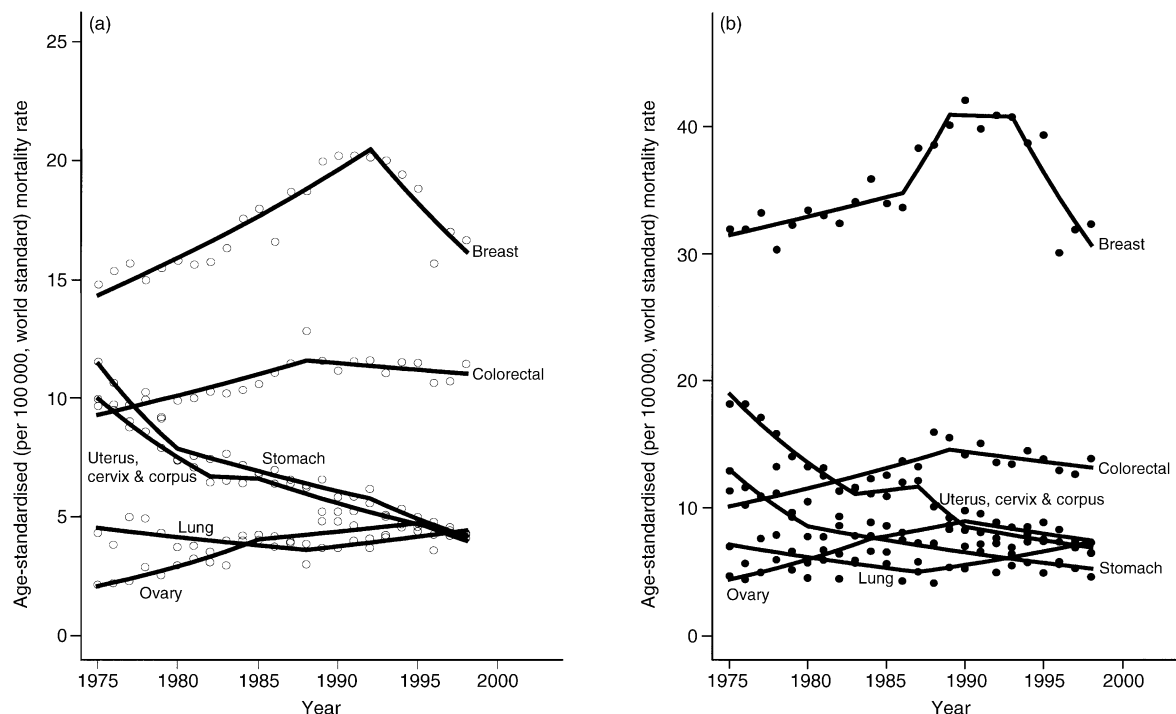 (a)
Age-standardised (per 100 000, world standard) mortality rate
25
20
15
10
5
0
Breast
Colorectal
Uterus,
cervix & corpus
Stomach
Lung
Ovary
1975 1980 1985 1990 1995 2000
Year
(b)
Age-standardised (per 100 000, world standard) mortality rate
40
30
20
10
0
Breast
Colorectal
Uterus, cervix & corpus
Stomach
Lung
Ovary
1975 1980 1985 1990 1995 2000
Year